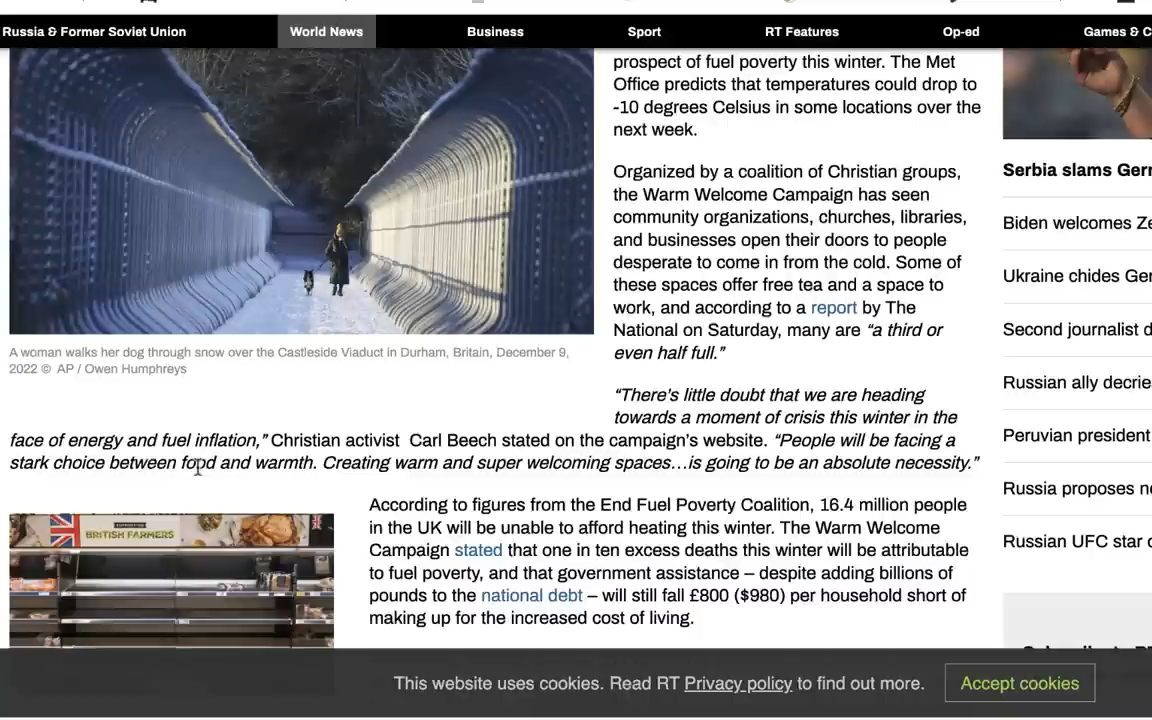 Russia & Former Soviet Union World News Business Sport RT Features Op-ed Games & C
prospect of fuel poverty this winter. The Met
Office predicts that temperatures could drop to
-10 degrees Celsius in some locations over the
next week.
Organized by a coalition of Christian groups,
the Warm Welcome Campaign has seen
community organizations, churches, libraries,
and businesses open their doors to people
desperate to come in from the cold. Some of
these spaces offer free tea and a space to
work, and according to a report by The
National on Saturday, many are “a third or
even half full.”
A woman walks her dog through snow over the Castleside Viaduct in Durham, Britain, December 9,
2022 © AP / Owen Humphreys
“There’s little doubt that we are heading
towards a moment of crisis this winter in the
face of energy and fuel inflation,” Christian activist Carl Beech stated on the campaign’s website. “People will be facing a
stark choice between food and warmth. Creating warm and super welcoming spaces…is going to be an absolute necessity.”
BRITISH FARMERS
According to figures from the End Fuel Poverty Coalition, 16.4 million people
in the UK will be unable to afford heating this winter. The Warm Welcome
Campaign stated that one in ten excess deaths this winter will be attributable
to fuel poverty, and that government assistance – despite adding billions of
pounds to the national debt – will still fall £800 ($980) per household short of
making up for the increased cost of living.
Serbia slams Ger
Biden welcomes Ze
Ukraine chides Ger
Second journalist d
Russian ally decrie
Peruvian president
Russia proposes n
Russian UFC star c
This website uses cookies. Read RT Privacy policy to find out more. Accept cookies